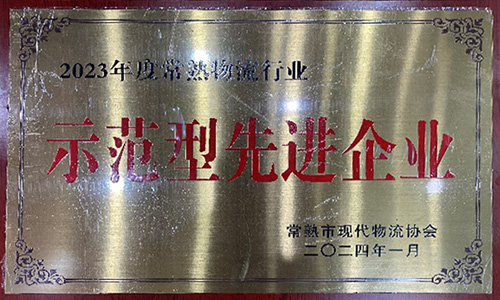 2023年度常熟物流行业
示范型先进企业
常熟市现代物流协会
二〇二四年一月